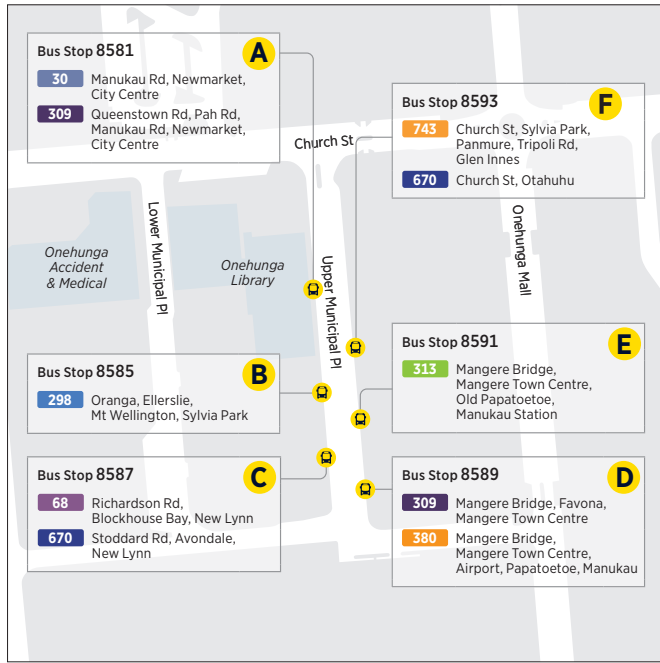 Bus Stop 8581
A
30
Manukau Rd, Newmarket,
City Centre
309
Queenstown Rd, Pah Rd,
Manukau Rd, Newmarket,
City Centre
Bus Stop 8593
F
743
Church St, Sylvia Park,
Panmure, Tripoli Rd,
Glen Innes
670
Church St, Otahuhu
Church St
Lower Municipal Pl
Upper Municipal Pl
Onehunga Mall
Onehunga
Accident
& Medical
Onehunga
Library
Bus Stop 8585
B
298
Oranga, Ellerslie,
Mt Wellington, Sylvia Park
Bus Stop 8591
E
313
Mangere Bridge,
Mangere Town Centre,
Old Papatoetoe,
Manukau Station
Bus Stop 8587
C
68
Richardson Rd,
Blockhouse Bay, New Lynn
670
Stoddard Rd, Avondale,
New Lynn
Bus Stop 8589
D
309
Mangere Bridge, Favona,
Mangere Town Centre
380
Mangere Bridge,
Mangere Town Centre,
Airport, Papatoetoe, Manukau